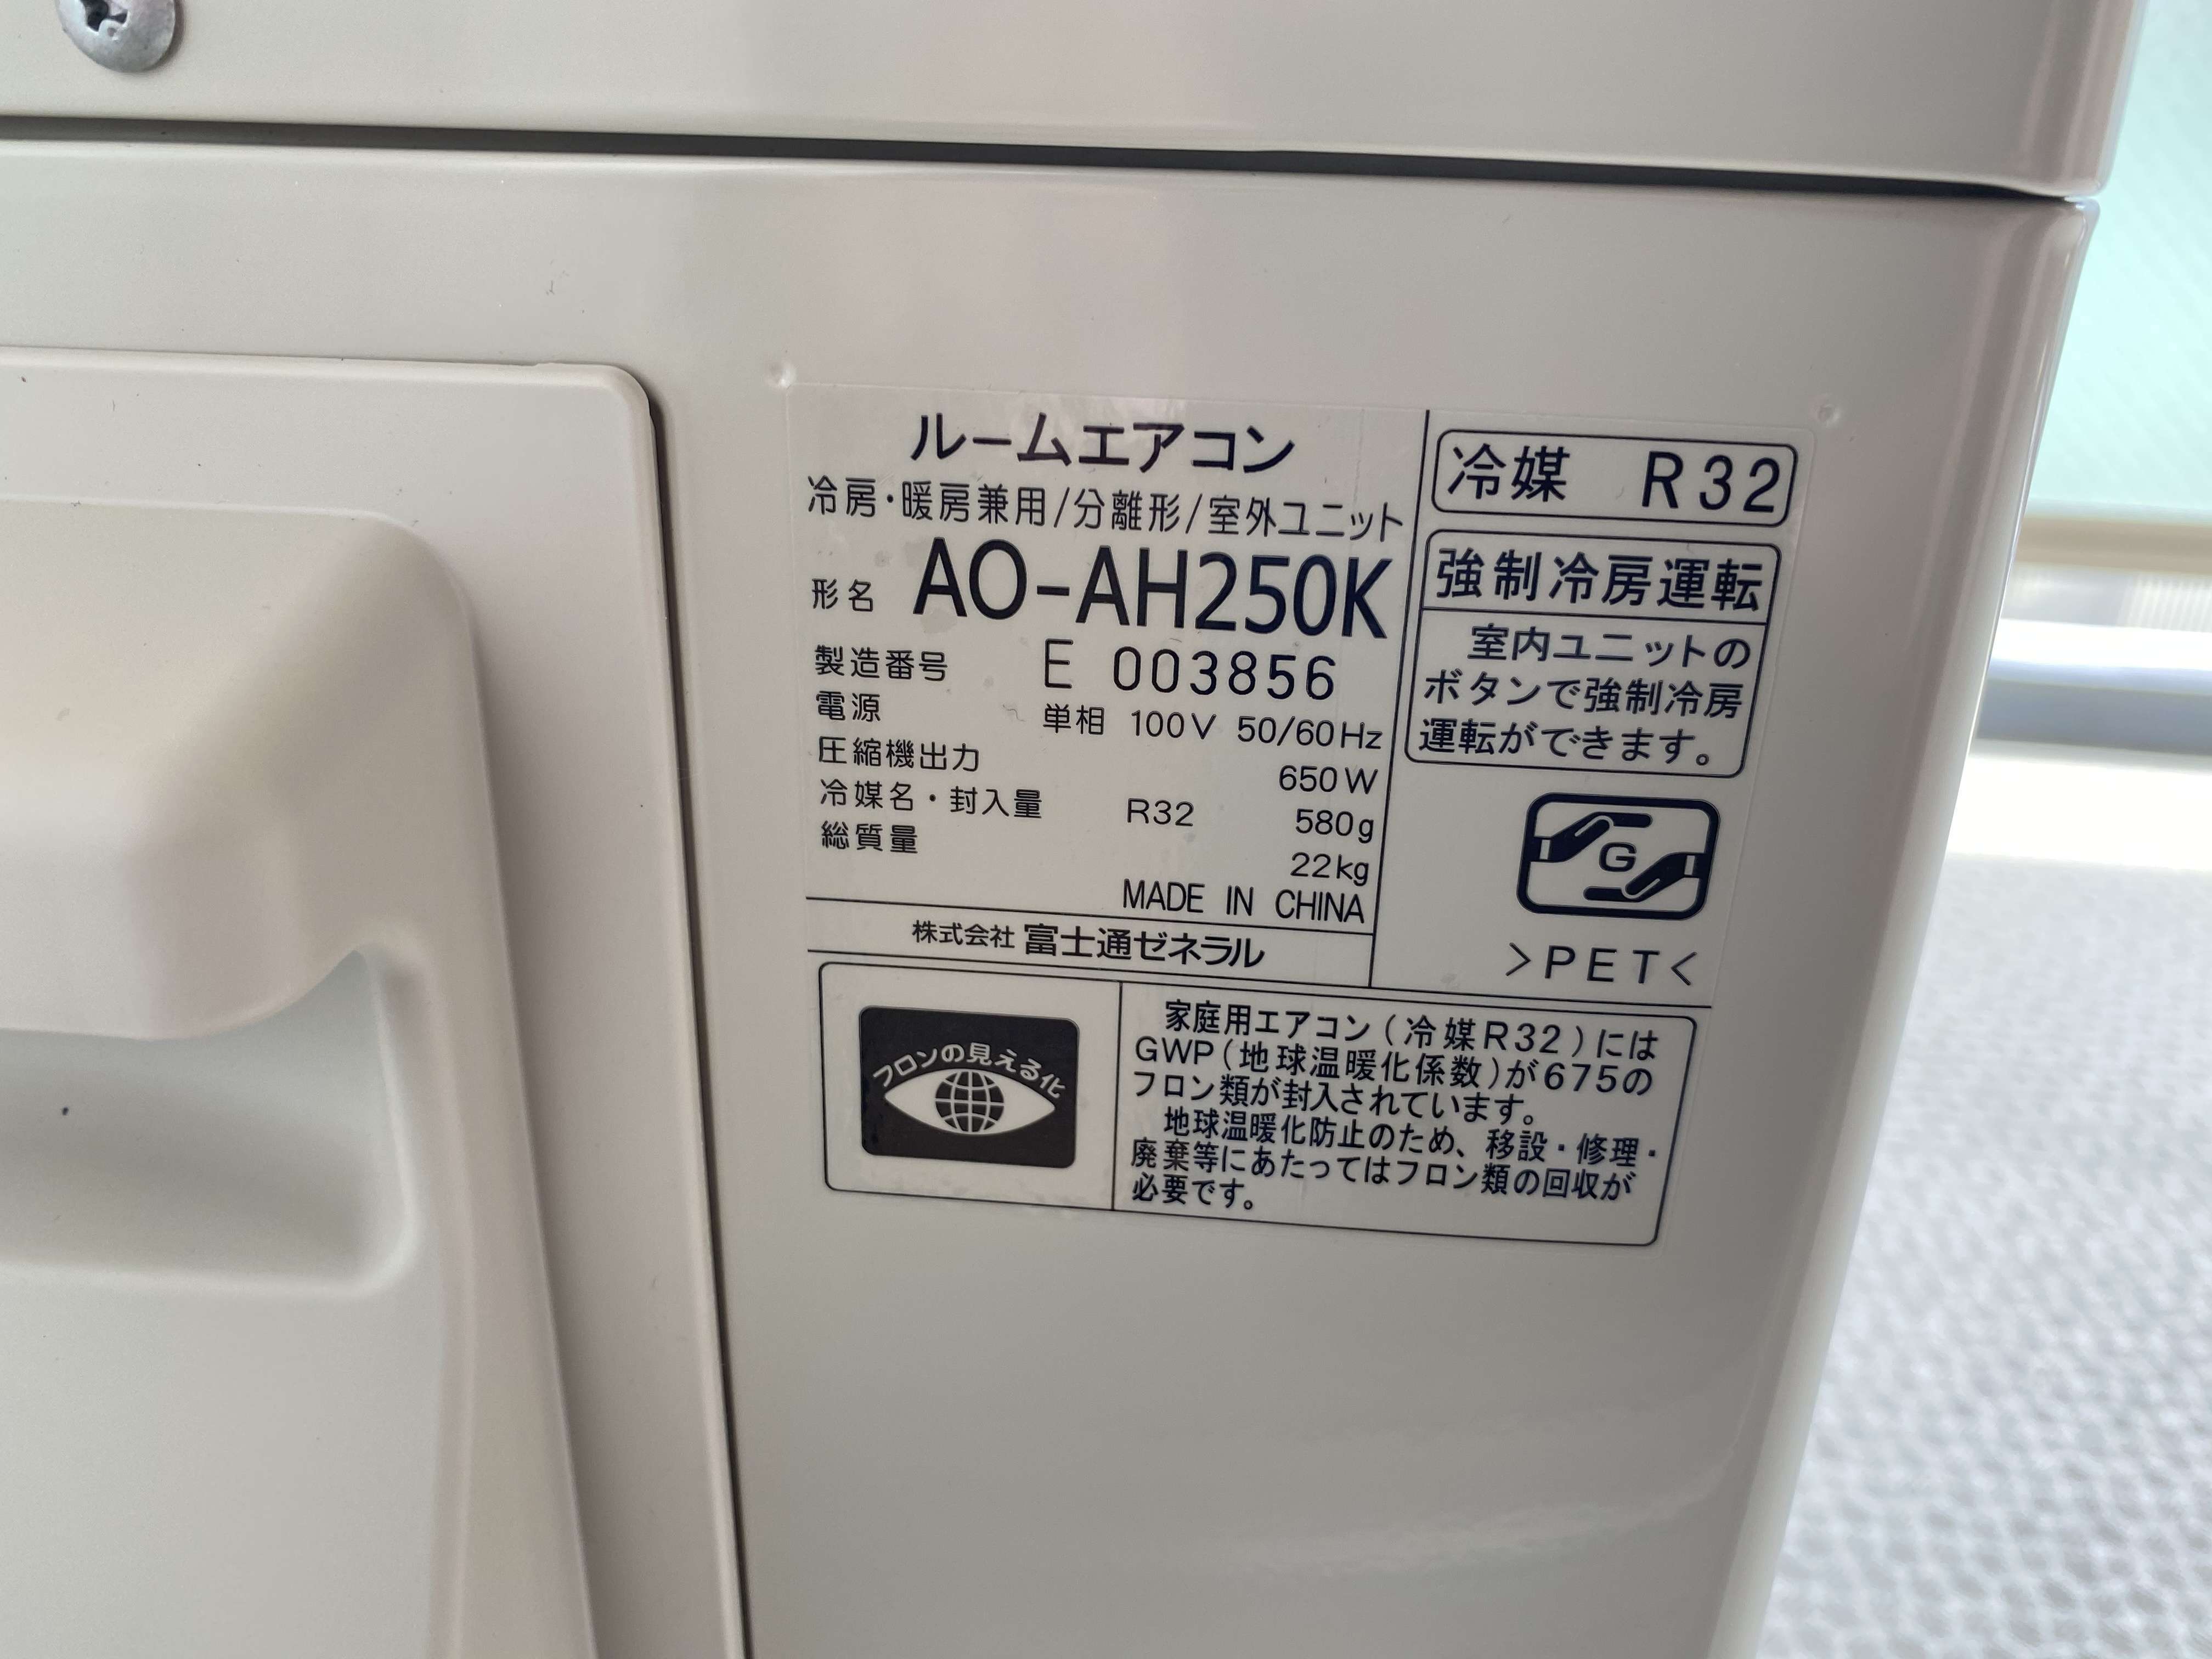 ルームエアコン
冷房・暖房兼用/分離形/室外ユニット
形名 AO-AH250K
製造番号 E 003856
電源 単相 100V 50/60Hz
圧縮機出力 650W
冷媒名・封入量 R32 580g
総質量 22kg
MADE IN CHINA
株式会社 富士通ゼネラル
冷媒 R32
強制冷房運転
室内ユニットの
ボタンで強制冷房
運転ができます。
G
>PET<
フロンの見える化
家庭用エアコン(冷媒R32)には
GWP(地球温暖化係数)が675の
フロン類が封入されています。
地球温暖化防止のため、移設・修理・
廃棄等にあたってはフロン類の回収が
必要です。